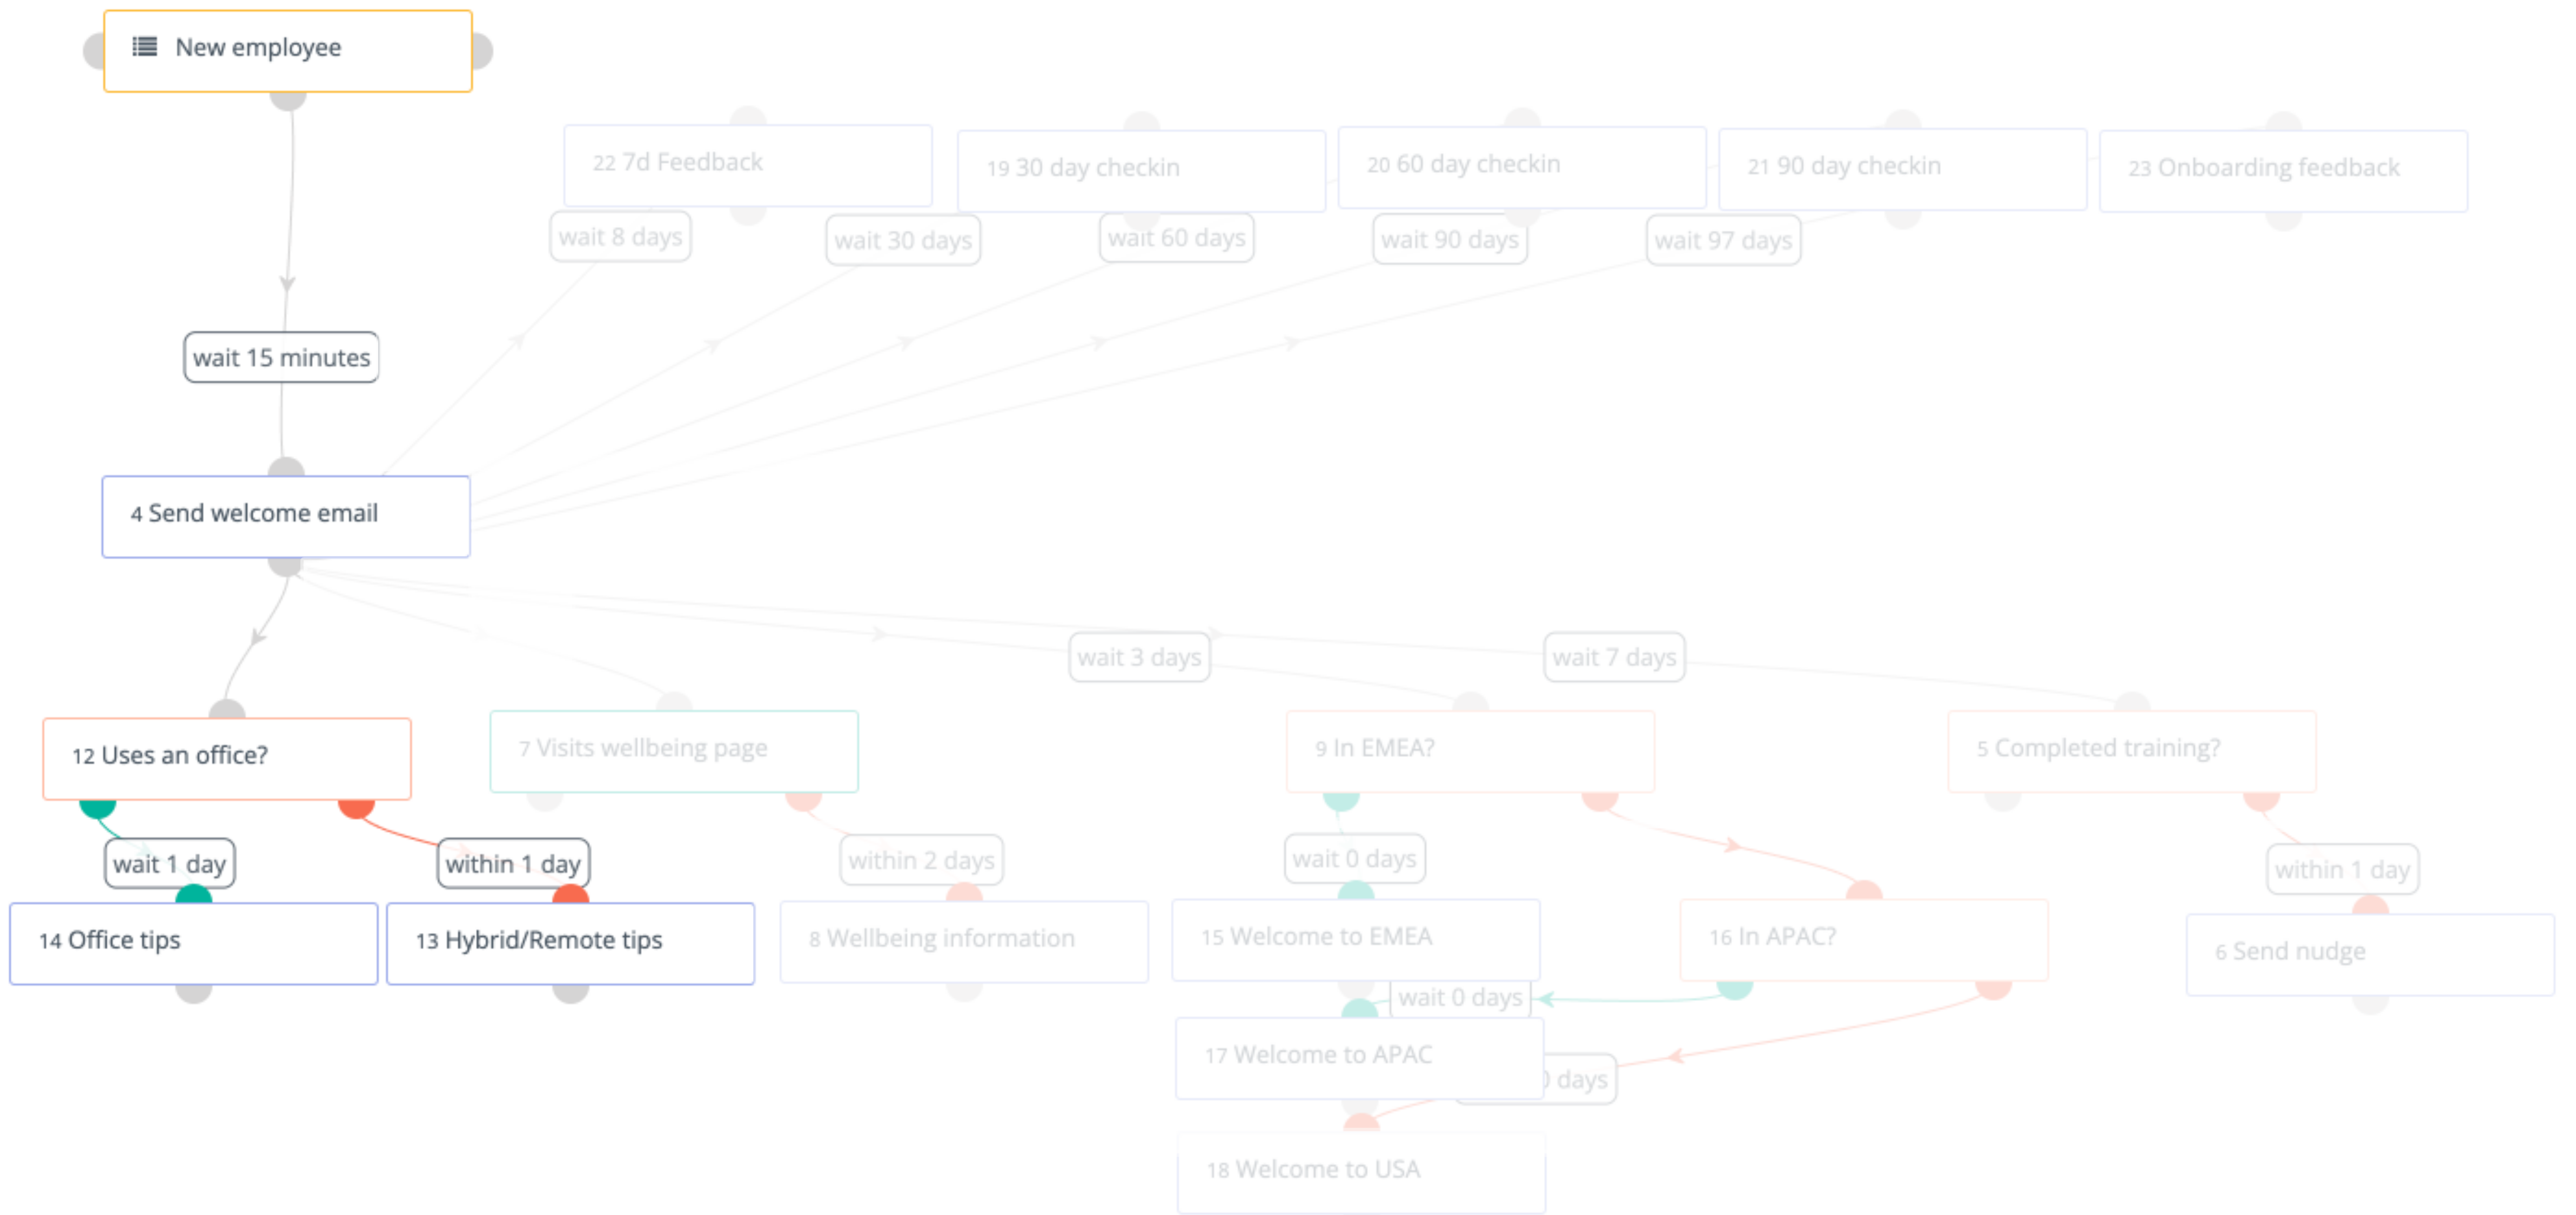 New employee
22 7d Feedback
19 30 day checkin
20 60 day checkin
21 90 day checkin
23 Onboarding feedback
wait 8 days
wait 30 days
wait 60 days
wait 90 days
wait 97 days
wait 15 minutes
4 Send welcome email
wait 3 days
wait 7 days
12 Uses an office?
7 Visits wellbeing page
9 In EMEA?
5 Completed training?
wait 1 day
within 1 day
within 2 days
wait 0 days
within 1 day
14 Office tips
13 Hybrid/Remote tips
8 Wellbeing information
15 Welcome to EMEA
16 In APAC?
6 Send nudge
wait 0 days
17 Welcome to APAC
days
18 Welcome to USA